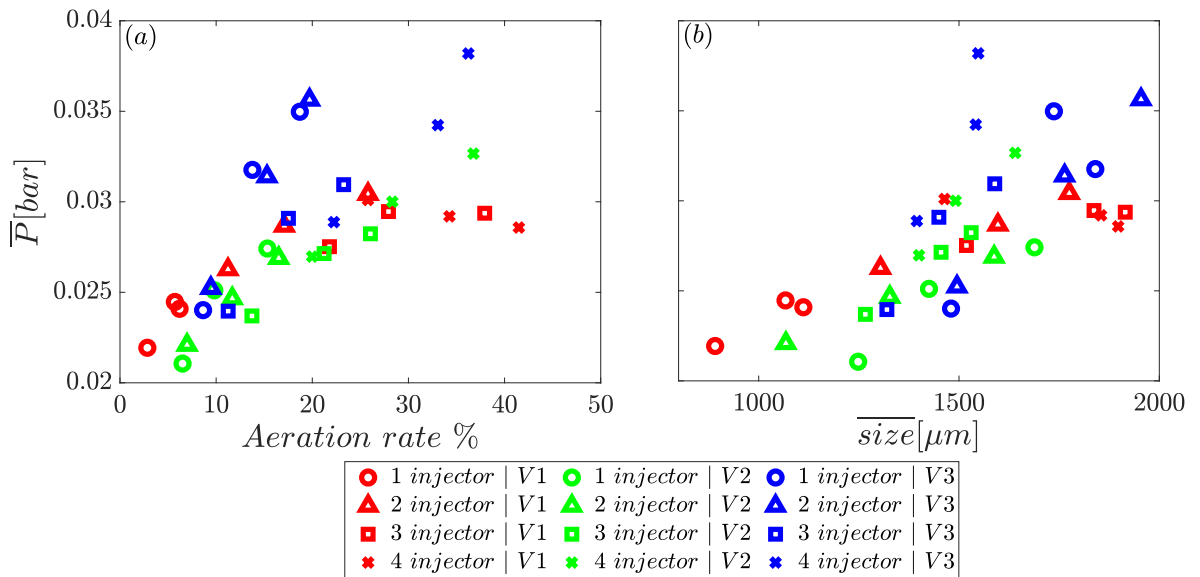 0.04
0.035
0.03
0.025
0.02
P [bar]
(a)
0 10 20 30 40 50
Aeration rate %
(b)
1000 1500 2000
size[μm]
1 injector | V1 1 injector | V2 1 injector | V3
2 injector | V1 2 injector | V2 2 injector | V3
3 injector | V1 3 injector | V2 3 injector | V3
4 injector | V1 4 injector | V2 4 injector | V3